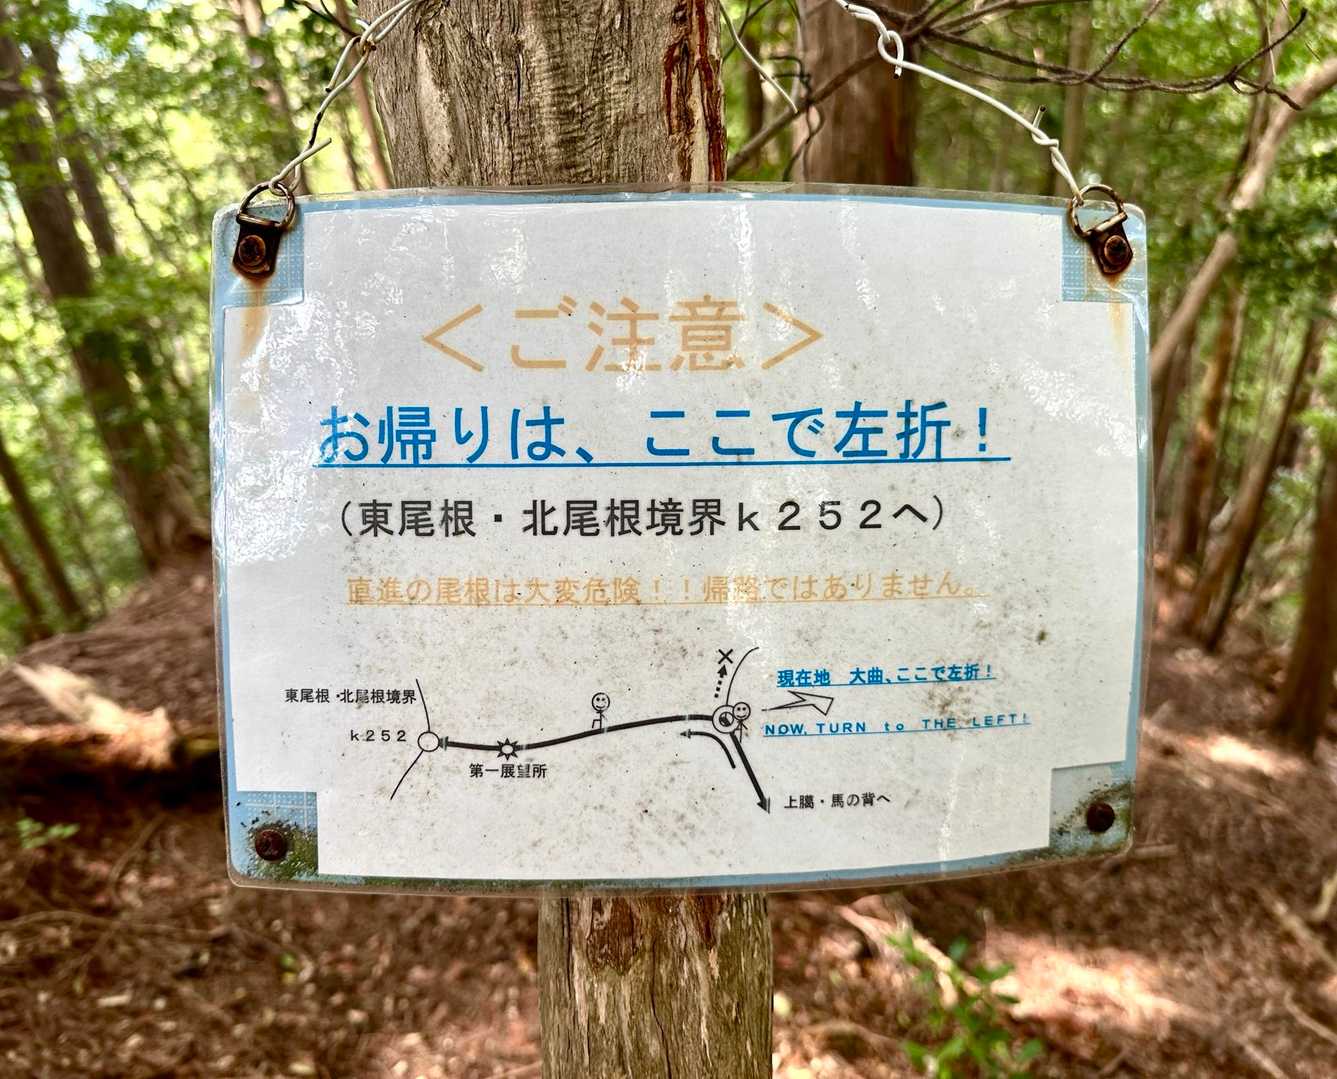 ＜ご注意＞
お帰りは、ここで左折！
（東尾根・北尾根境界ｋ２５２へ）
直進の尾根は大変危険！！帰路ではありません。
東尾根・北尾根境界
ｋ２５２
第一展望所
×
現在地　大曲、ここで左折！
NOW, TURN to THE LEFT!
上臈・馬の背へ